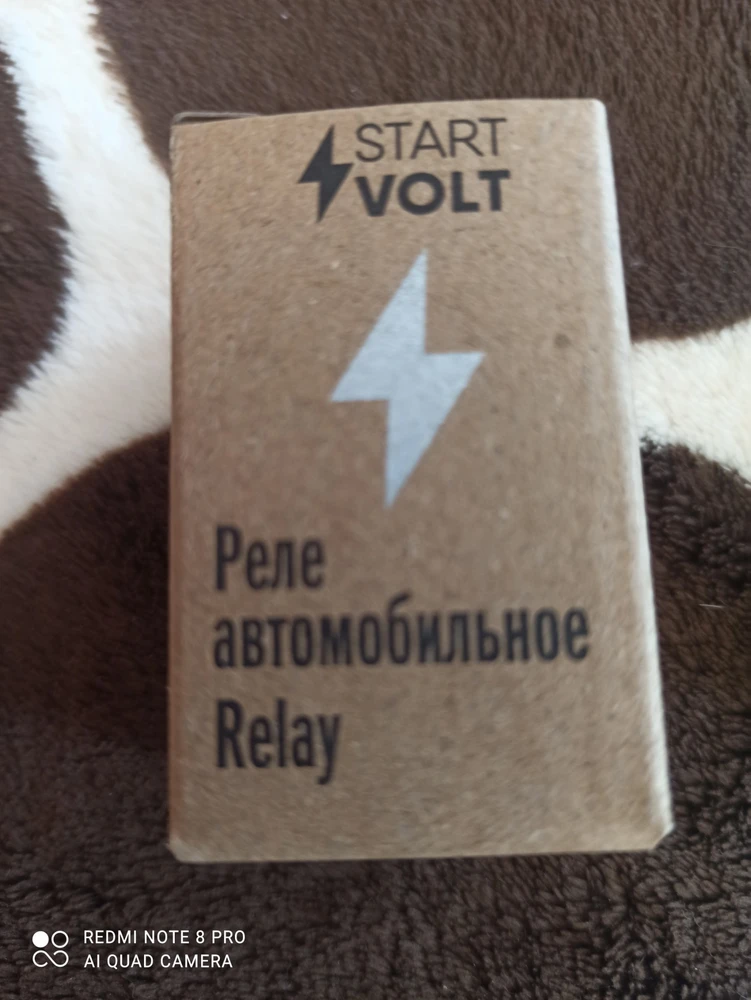 START
VOLT
Реле
автомобильное
Relay
REDMI NOTE 8 PRO
AI QUAD CAMERA